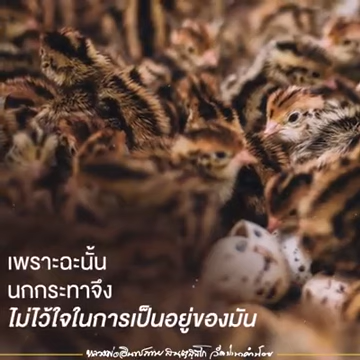 เพราะฉะนั้น
นกกระทาจึง
ไม่ไว้ใจในการเป็นอยู่ของมัน